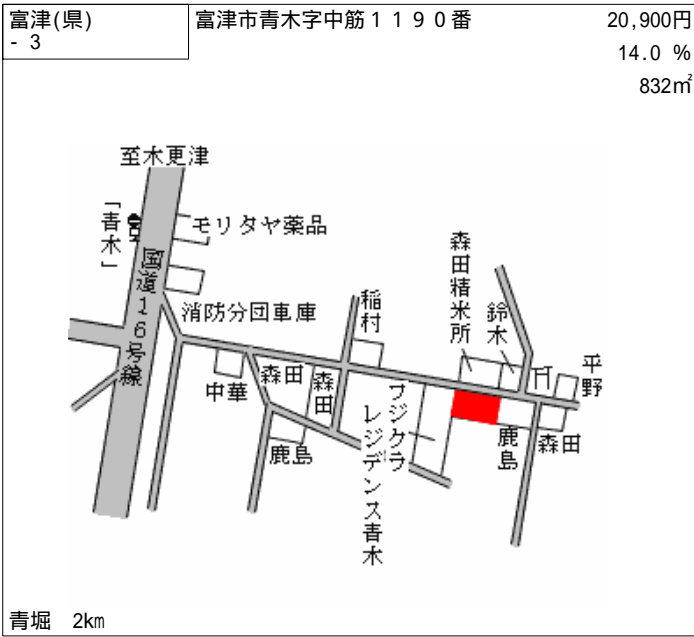 富津(県)
- 3
富津市青木字中筋１１９０番
20,900円
14.0 %
832㎡
至木更津
「青木」
国道16号線
モリタヤ薬品
消防分団車庫
中華
森田
森田
鹿島
稲村
フジクラ
レジデンス青木
森田精米所
鈴木
平野
鹿島
森田
青堀 2km